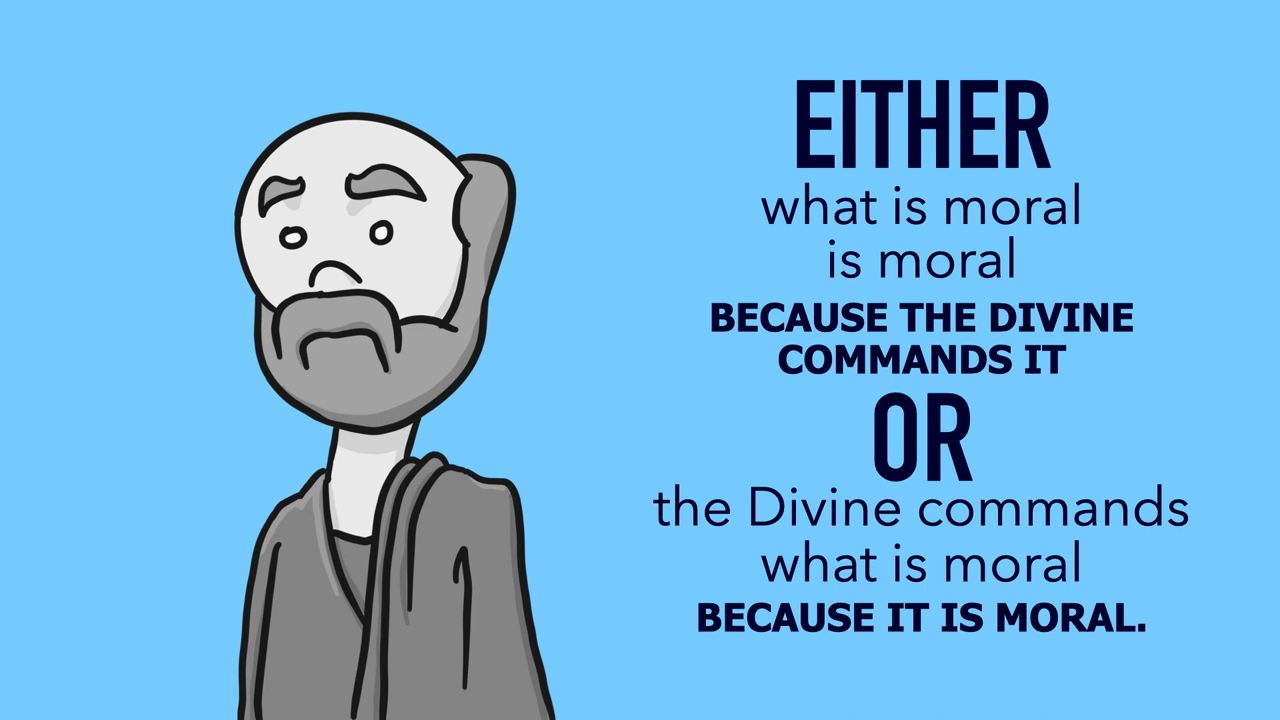 EITHER
what is moral
is moral
BECAUSE THE DIVINE
COMMANDS IT
OR
the Divine commands
what is moral
BECAUSE IT IS MORAL.